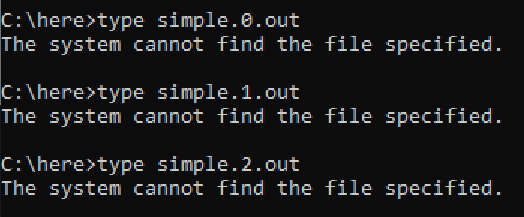 C:\here>type simple.0.out
The system cannot find the file specified.
C:\here>type simple.1.out
The system cannot find the file specified.
C:\here>type simple.2.out
The system cannot find the file specified.